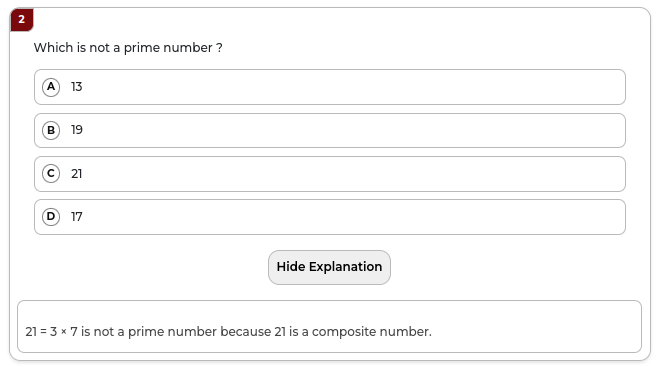 2
Which is not a prime number ?
A 13
B 19
C 21
D 17
Hide Explanation
21 = 3 × 7 is not a prime number because 21 is a composite number.